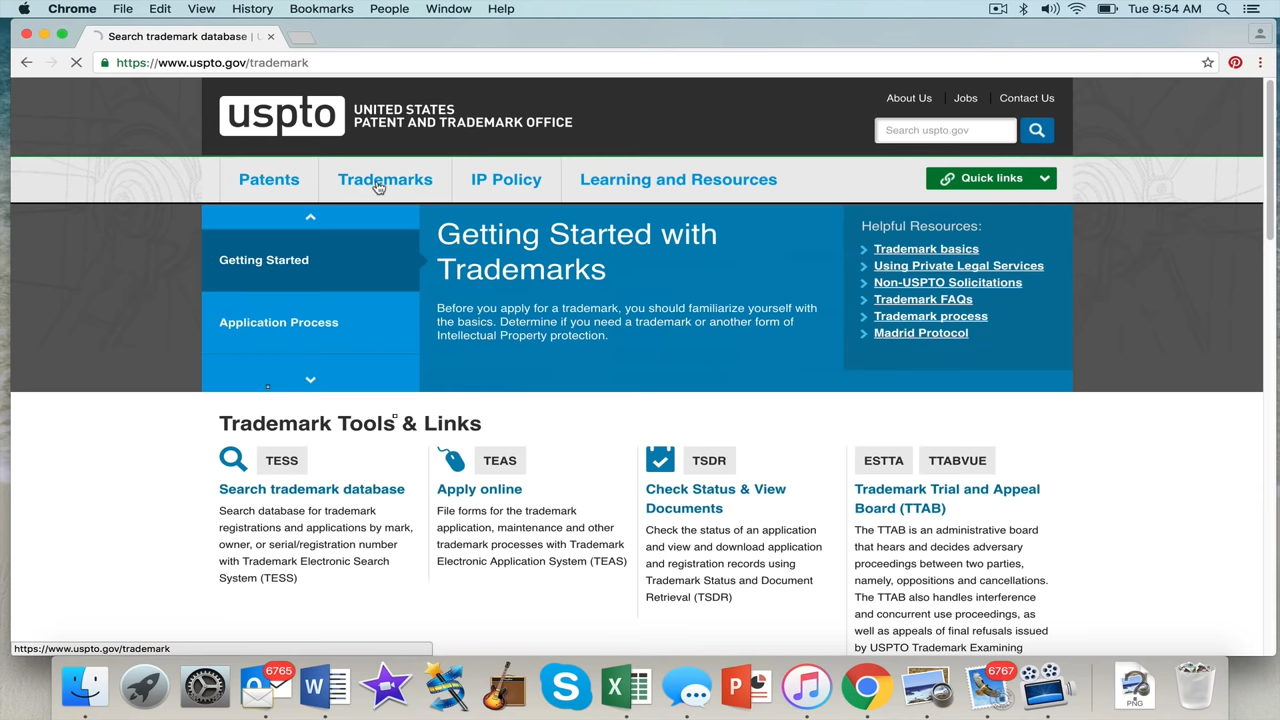 Chrome File Edit View History Bookmarks People Window Help Tue 9:54 AM
Search trademark database |
https://www.uspto.gov/trademark
About Us Jobs Contact Us
uspto UNITED STATES
PATENT AND TRADEMARK OFFICE
Search uspto.gov
Patents Trademarks IP Policy Learning and Resources Quick links
Getting Started
Application Process
Getting Started with
Trademarks
Before you apply for a trademark, you should familiarize yourself with
the basics. Determine if you need a trademark or another form of
Intellectual Property protection.
Helpful Resources:
Trademark basics
Using Private Legal Services
Non-USPTO Solicitations
Trademark FAQs
Trademark process
Madrid Protocol
Trademark Tools & Links
TESS
Search trademark database
Search database for trademark
registrations and applications by mark,
owner, or serial/registration number
with Trademark Electronic Search
System (TESS)
TEAS
Apply online
File forms for the trademark
application, maintenance and other
trademark processes with Trademark
Electronic Application System (TEAS)
TSDR
Check Status & View
Documents
Check the status of an application
and view and download application
and registration records using
Trademark Status and Document
Retrieval (TSDR)
ESTTA TTABVUE
Trademark Trial and Appeal
Board (TTAB)
The TTAB is an administrative board
that hears and decides adversary
proceedings between two parties,
namely, oppositions and cancellations.
The TTAB also handles interference
and concurrent use proceedings, as
well as appeals of final refusals issued
by USPTO Trademark Examining
https://www.uspto.gov/trademark
6765
6767
PNG